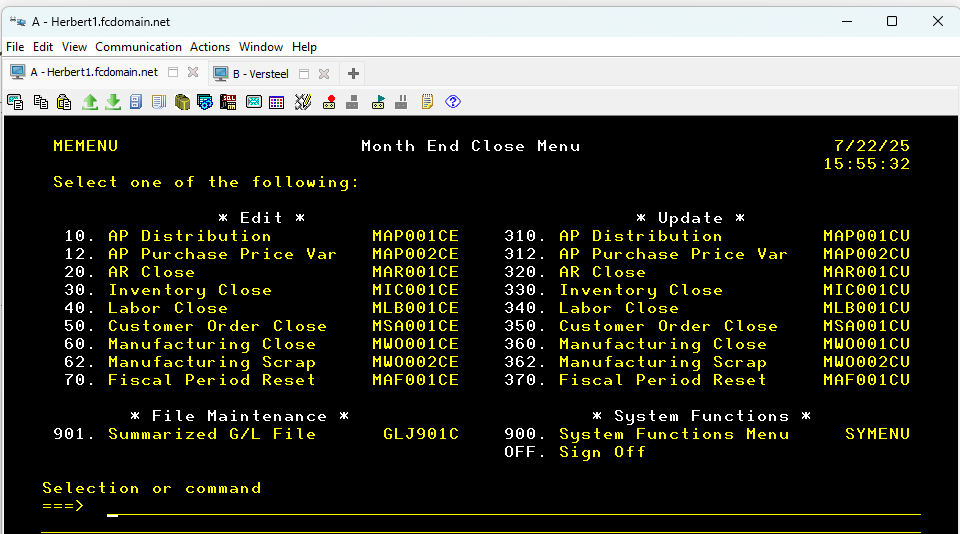 A - Herbert1.fcdomain.net
File Edit View Communication Actions Window Help
A - Herbert1.fcdomain.net B - Versteel
MEMENU Month End Close Menu 7/22/25
15:55:32
Select one of the following:
* Edit * * Update *
10. AP Distribution MAP001CE 310. AP Distribution MAP001CU
12. AP Purchase Price Var MAP002CE 312. AP Purchase Price Var MAP002CU
20. AR Close MAR001CE 320. AR Close MAR001CU
30. Inventory Close MIC001CE 330. Inventory Close MIC001CU
40. Labor Close MLB001CE 340. Labor Close MLB001CU
50. Customer Order Close MSA001CE 350. Customer Order Close MSA001CU
60. Manufacturing Close MWO001CE 360. Manufacturing Close MWO001CU
62. Manufacturing Scrap MWO002CE 362. Manufacturing Scrap MWO002CU
70. Fiscal Period Reset MAF001CE 370. Fiscal Period Reset MAF001CU
* File Maintenance * * System Functions *
901. Summarized G/L File GLJ901C 900. System Functions Menu SYMENU
OFF. Sign Off
Selection or command
===>